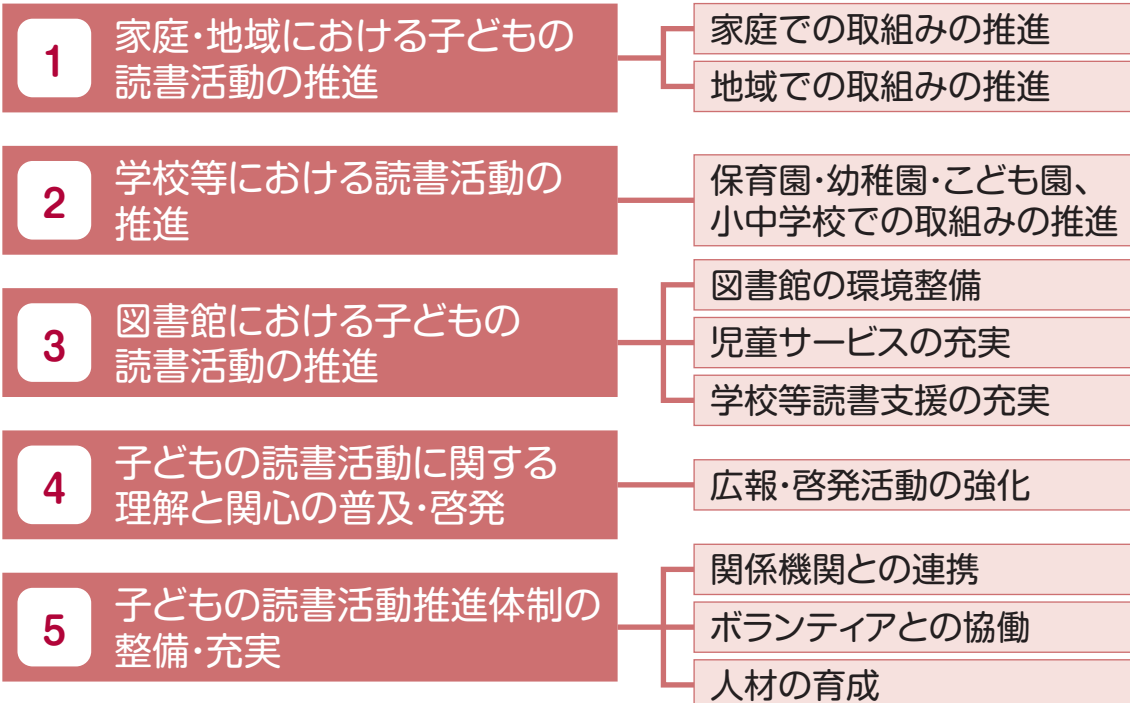 1
家庭・地域における子どもの
読書活動の推進
家庭での取組みの推進
地域での取組みの推進
2
学校等における読書活動の
推進
保育園・幼稚園・こども園、
小中学校での取組みの推進
3
図書館における子どもの
読書活動の推進
図書館の環境整備
児童サービスの充実
学校等読書支援の充実
4
子どもの読書活動に関する
理解と関心の普及・啓発
広報・啓発活動の強化
5
子どもの読書活動推進体制の
整備・充実
関係機関との連携
ボランティアとの協働
人材の育成